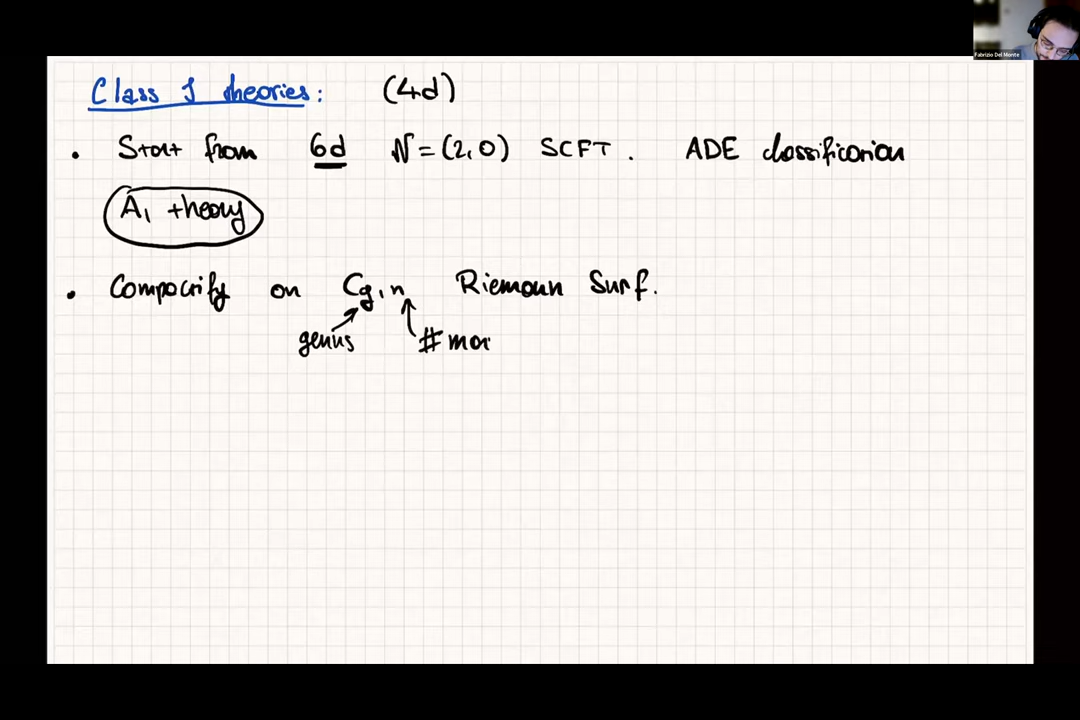 Fabrizio Del Monte
Class S theories: (4d)
• Start from 6d N=(2,0) SCFT. ADE classification
A₁ theory
• Compactify on Cg,n Riemann Surf.
genus #mar